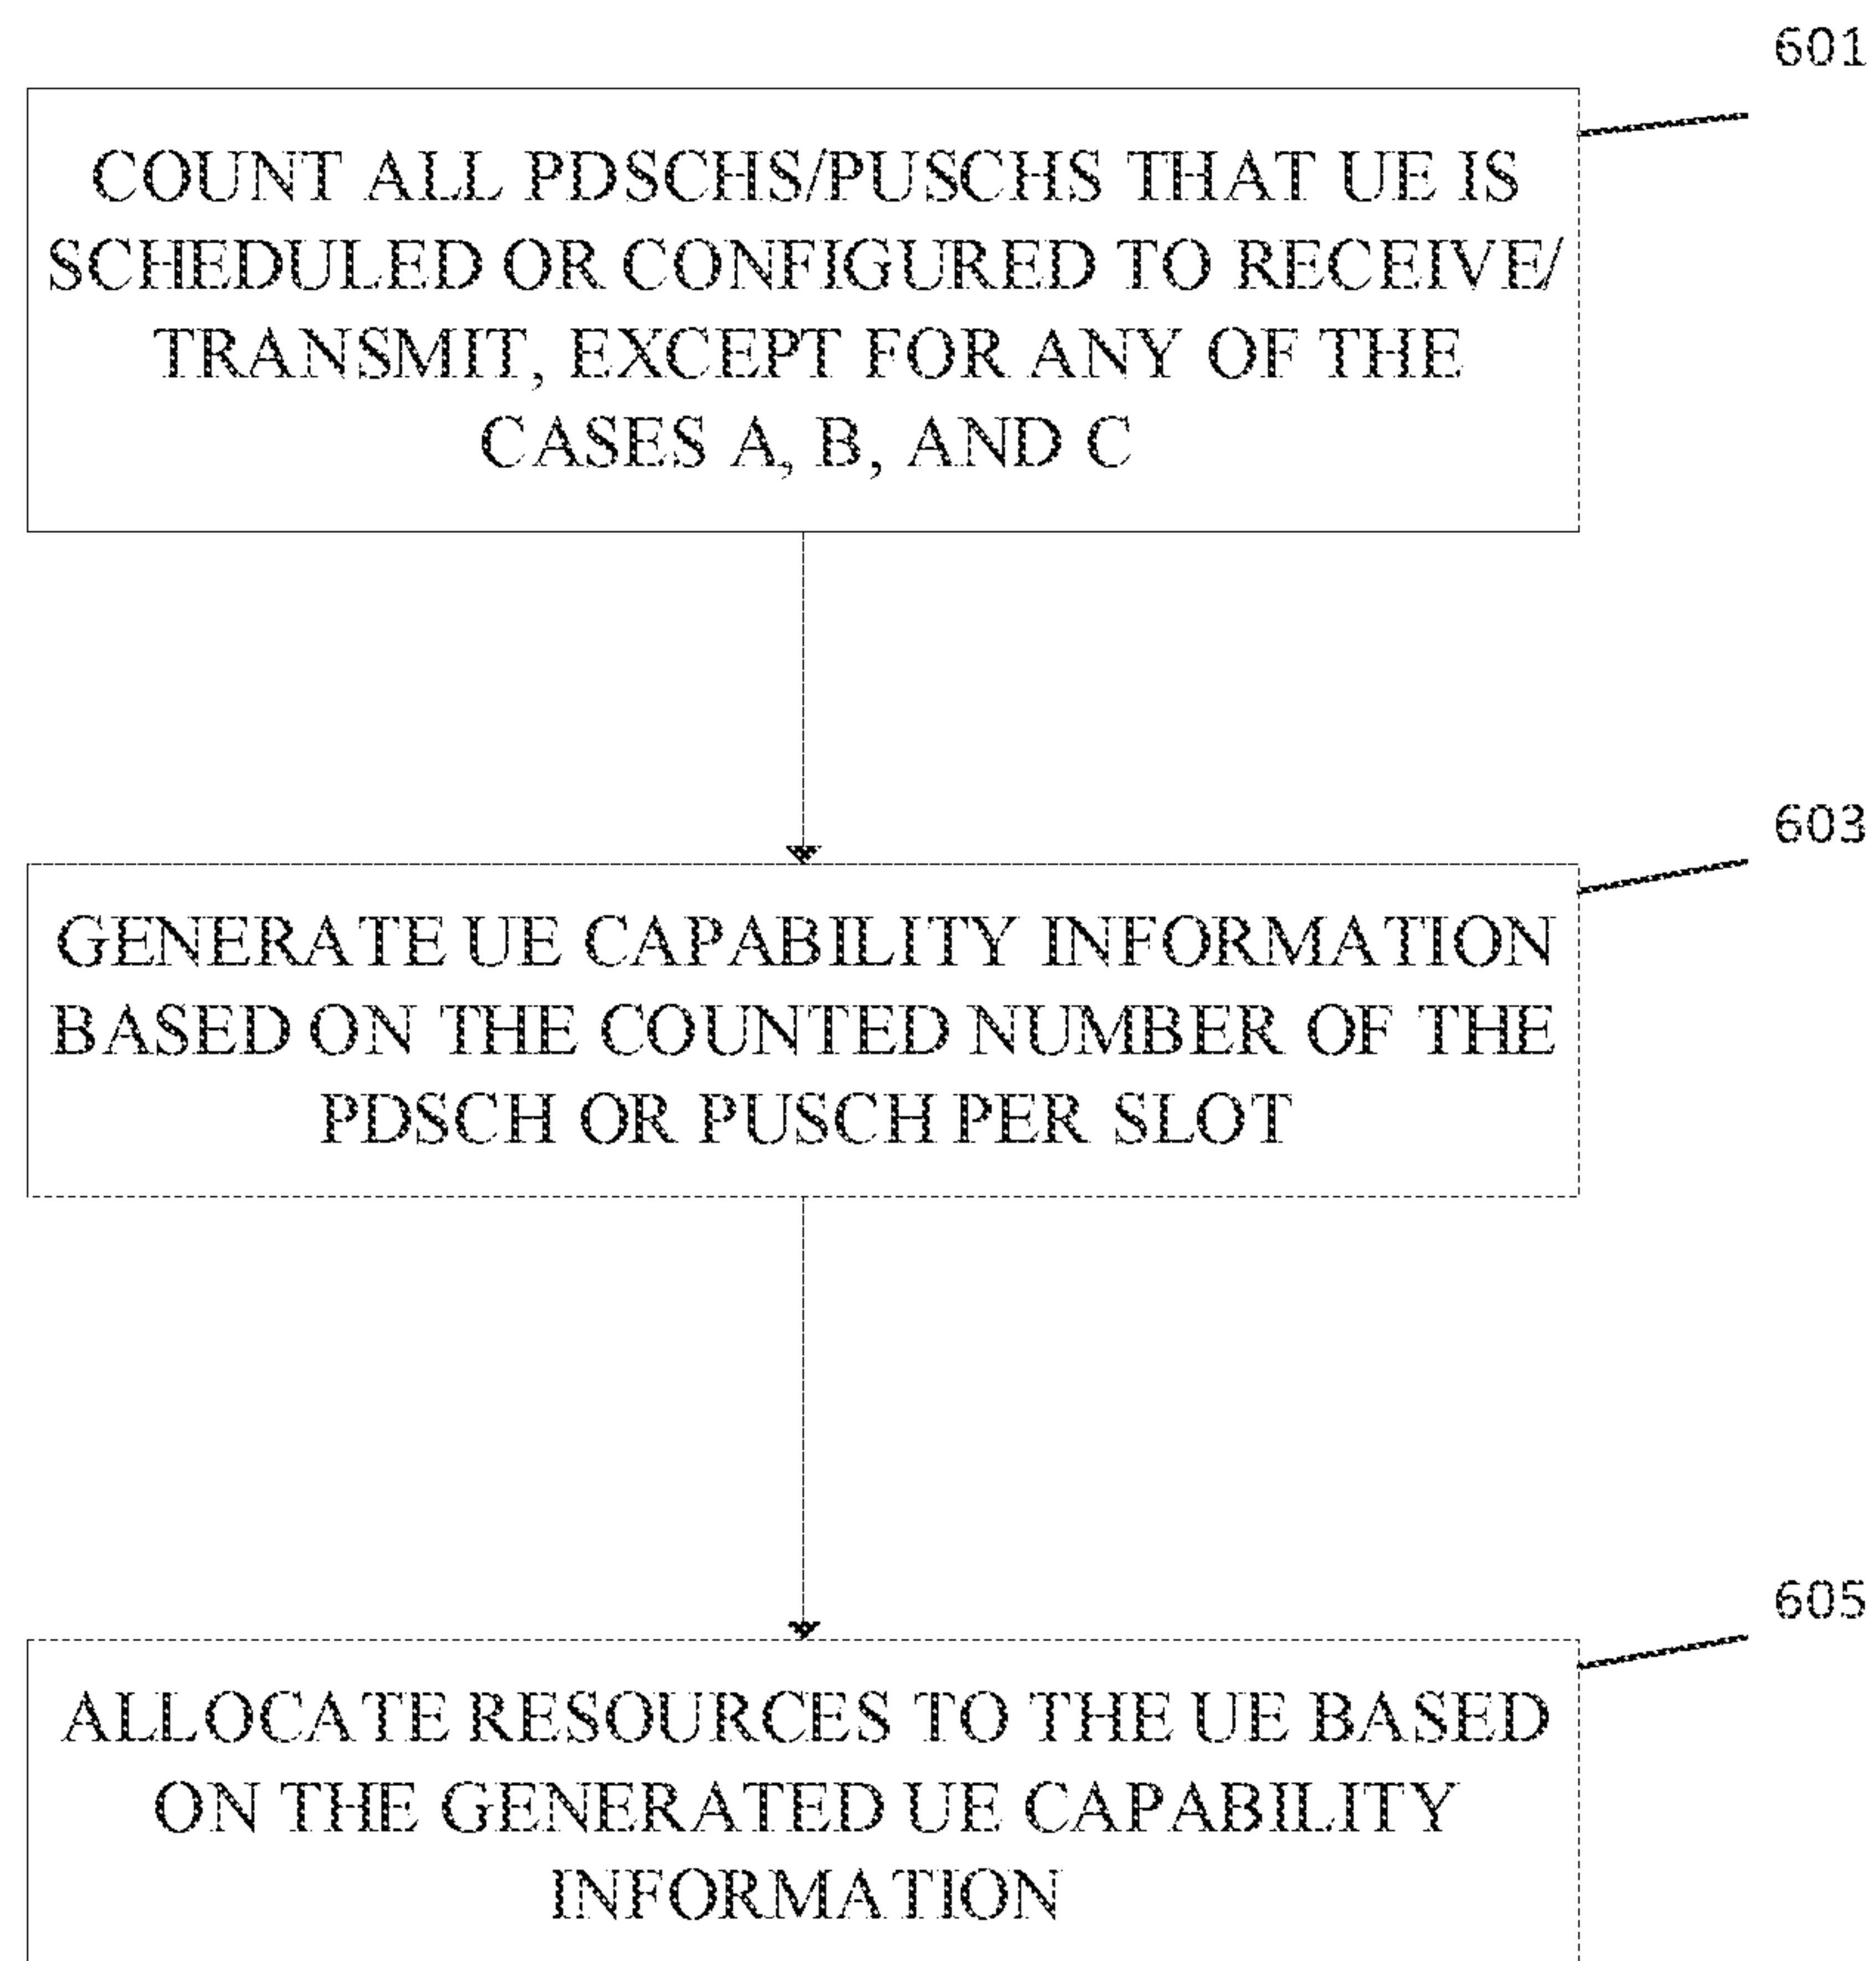 601
COUNT ALL PDSCHS/PUSCHS THAT UE IS
SCHEDULED OR CONFIGURED TO RECEIVE/
TRANSMIT, EXCEPT FOR ANY OF THE
CASES A, B, AND C
603
GENERATE UE CAPABILITY INFORMATION
BASED ON THE COUNTED NUMBER OF THE
PDSCH OR PUSCH PER SLOT
605
ALLOCATE RESOURCES TO THE UE BASED
ON THE GENERATED UE CAPABILITY
INFORMATION